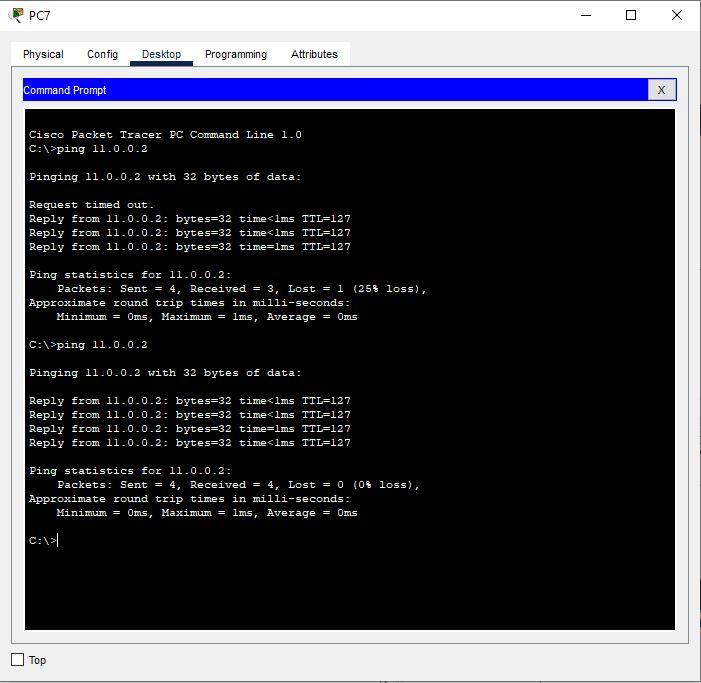 PC7
Physical Config Desktop Programming Attributes
Command Prompt X
Cisco Packet Tracer PC Command Line 1.0
C:\>ping 11.0.0.2
Pinging 11.0.0.2 with 32 bytes of data:
Request timed out.
Reply from 11.0.0.2: bytes=32 time<1ms TTL=127
Reply from 11.0.0.2: bytes=32 time<1ms TTL=127
Reply from 11.0.0.2: bytes=32 time=1ms TTL=127
Ping statistics for 11.0.0.2:
    Packets: Sent = 4, Received = 3, Lost = 1 (25% loss),
Approximate round trip times in milli-seconds:
    Minimum = 0ms, Maximum = 1ms, Average = 0ms
C:\>ping 11.0.0.2
Pinging 11.0.0.2 with 32 bytes of data:
Reply from 11.0.0.2: bytes=32 time<1ms TTL=127
Reply from 11.0.0.2: bytes=32 time<1ms TTL=127
Reply from 11.0.0.2: bytes=32 time=1ms TTL=127
Reply from 11.0.0.2: bytes=32 time<1ms TTL=127
Ping statistics for 11.0.0.2:
    Packets: Sent = 4, Received = 4, Lost = 0 (0% loss),
Approximate round trip times in milli-seconds:
    Minimum = 0ms, Maximum = 1ms, Average = 0ms
C:\>
Top